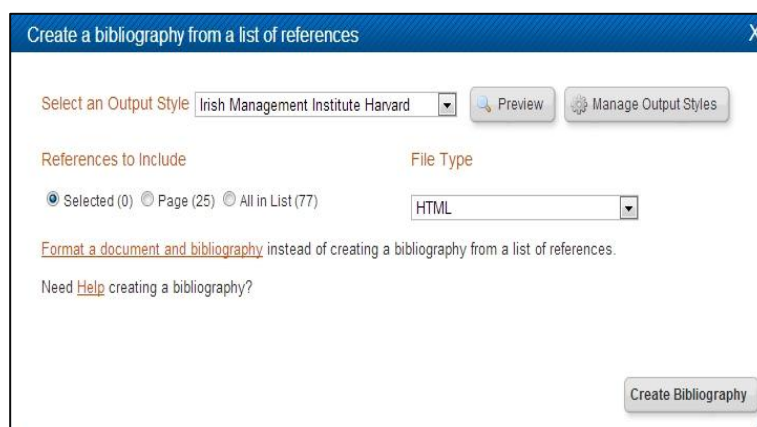 Create a bibliography from a list of references X
Select an Output Style Irish Management Institute Harvard Preview Manage Output Styles
References to Include File Type
Selected (0) Page (25) All in List (77) HTML
Format a document and bibliography instead of creating a bibliography from a list of references.
Need Help creating a bibliography?
Create Bibliography